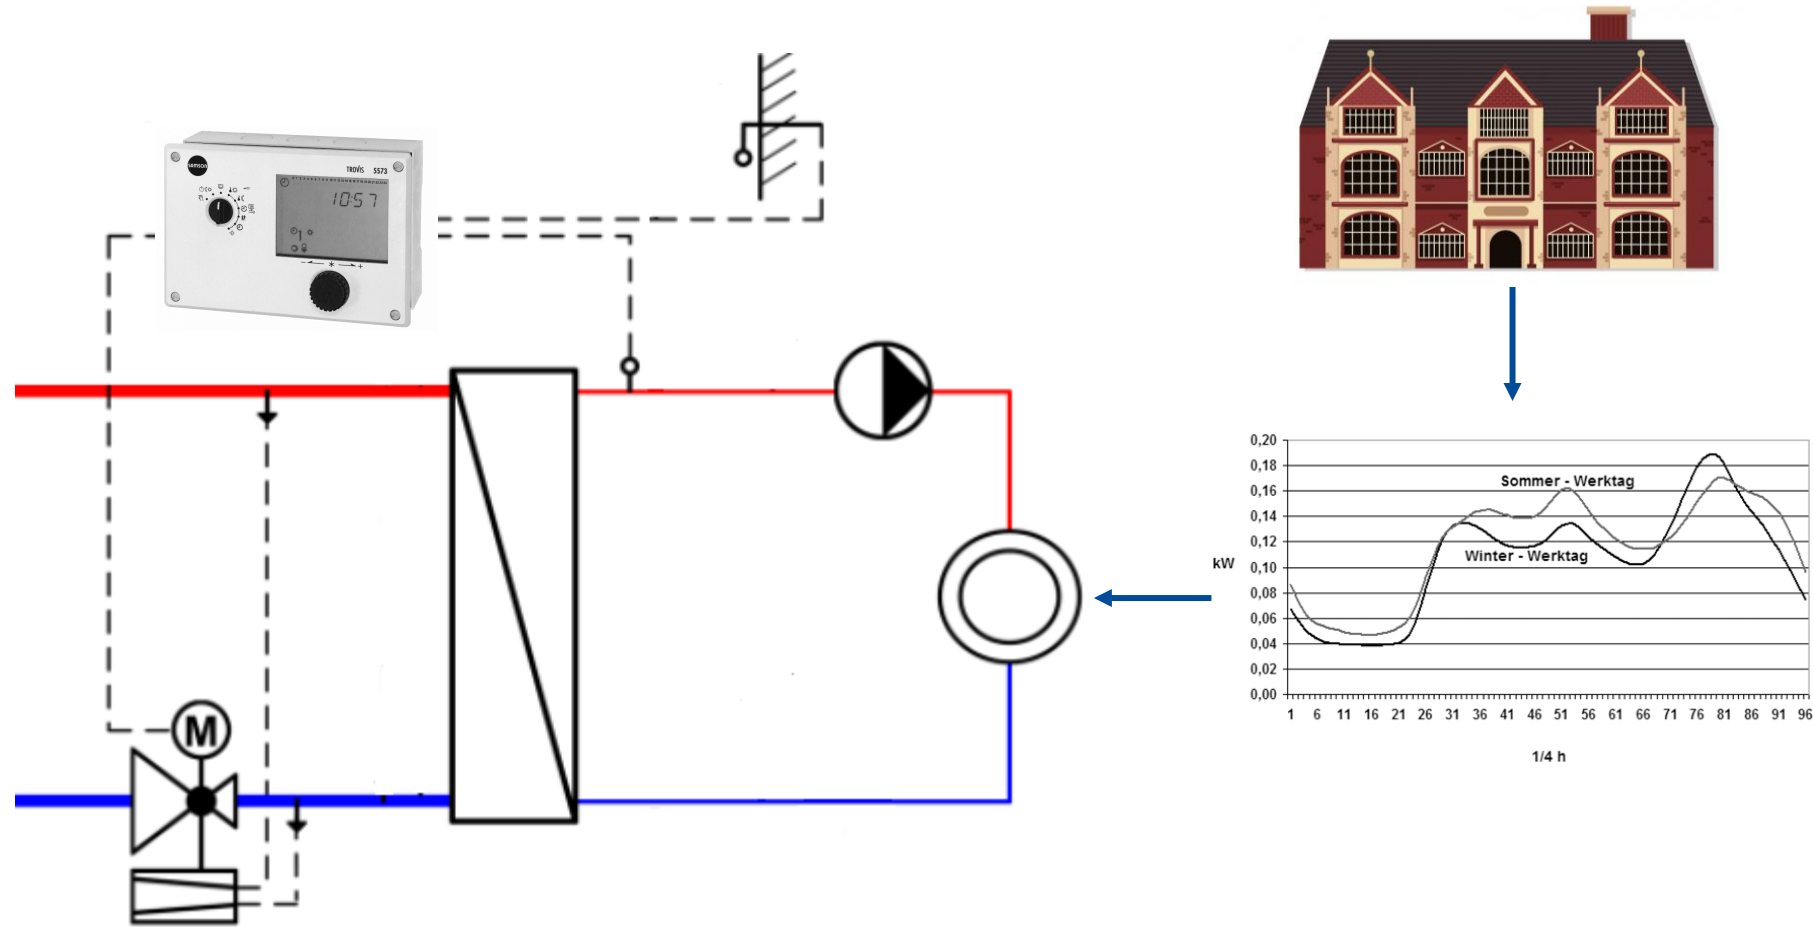 samson
TROVIS 5573
10:57
M
0,20
0,18
0,16
0,14
0,12
0,10
0,08
0,06
0,04
0,02
0,00
kW
Sommer - Werktag
Winter - Werktag
1 6 11 16 21 26 31 36 41 46 51 56 61 66 71 76 81 86 91 96
1/4 h